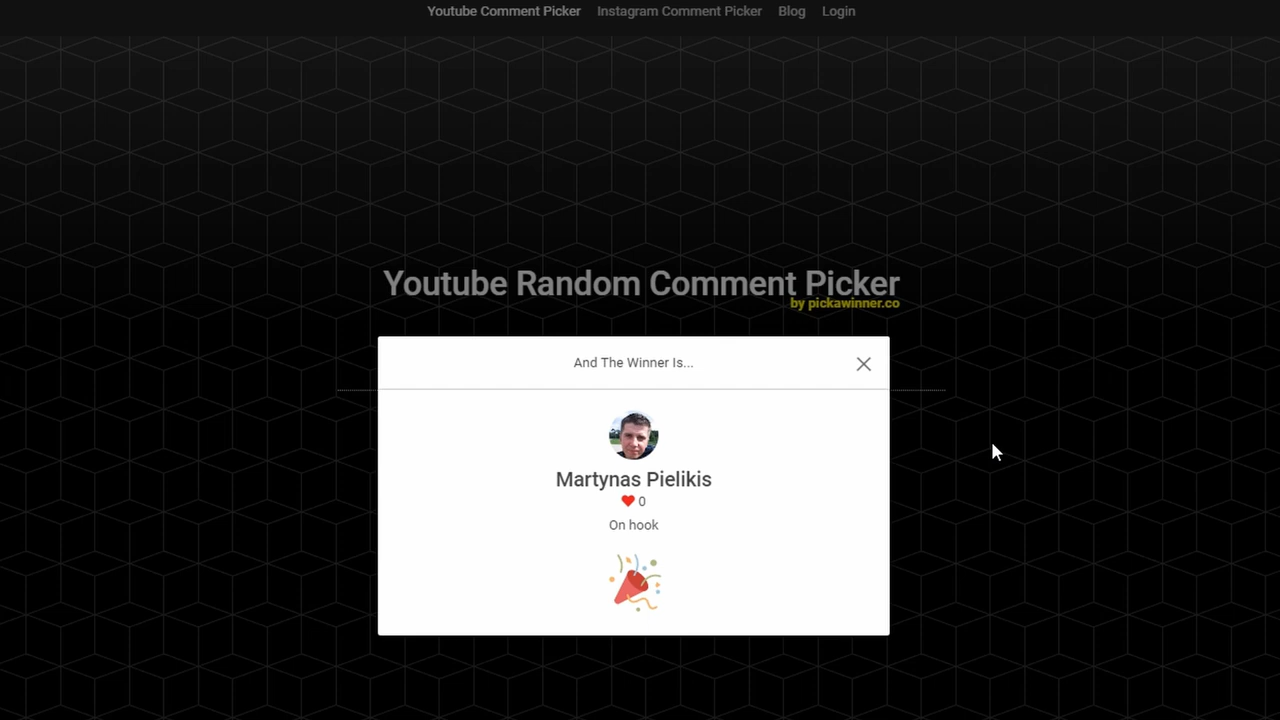 Youtube Comment Picker Instagram Comment Picker Blog Login
Youtube Random Comment Picker
by pickawinner.co
And The Winner Is...
Martynas Pielikis
0
On hook